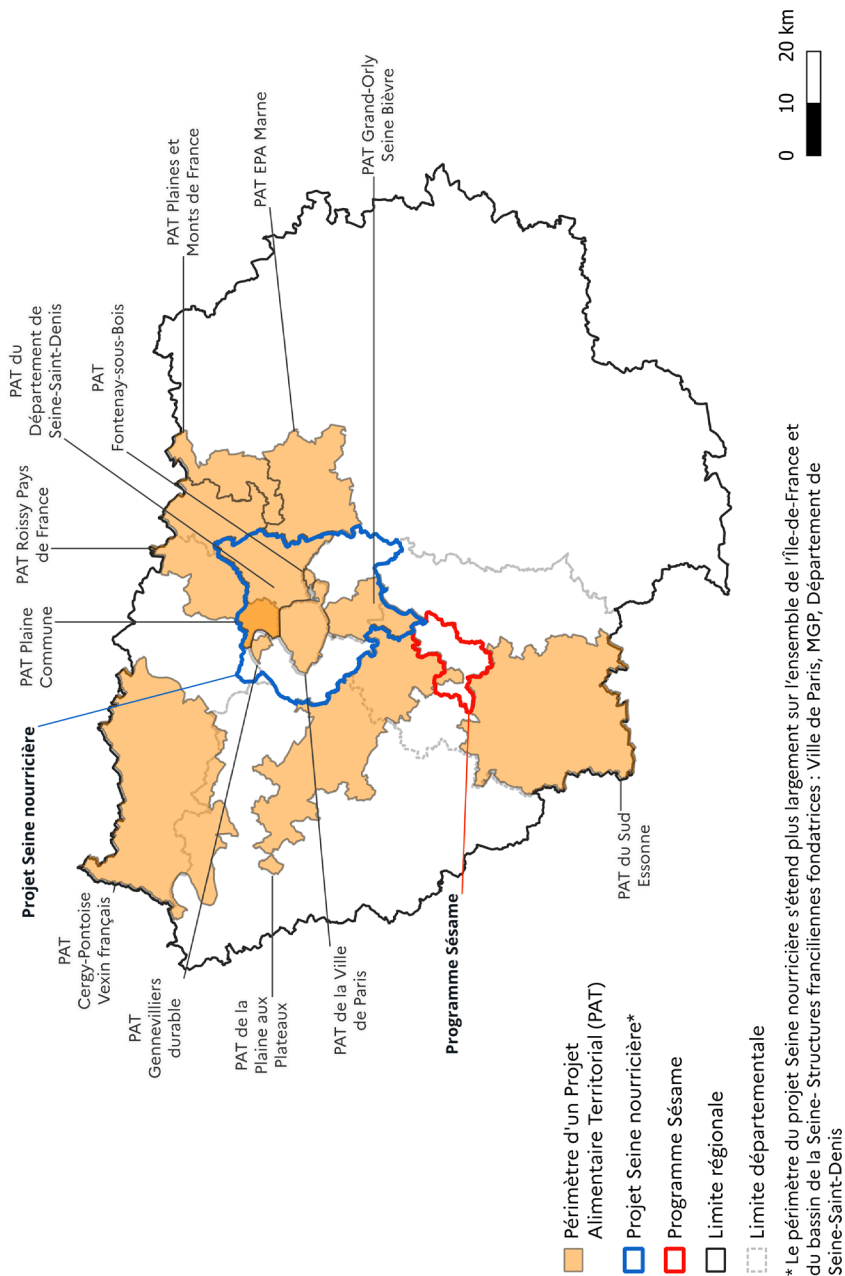 PAT
Cergy-Pontoise
Vexin français
Projet Seine nourricière
PAT Plaine
Commune
PAT Roissy Pays
de France
PAT du
Département de
Seine-Saint-Denis
PAT
Fontenay-sous-Bois
PAT Plaines et
Monts de France
PAT EPA Marne
PAT Grand-Orly
Seine Bièvre
PAT
Gennevilliers
durable
PAT de la
Plaine aux
Plateaux
PAT de la Ville
de Paris
Programme Sésame
PAT du Sud
Essonne
Périmètre d'un Projet
Alimentaire Territorial (PAT)
Projet Seine nourricière*
Programme Sésame
Limite régionale
Limite départementale
0 10 20 km
* Le périmètre du projet Seine nourricière s'étend plus largement sur l'ensemble de l'Île-de-France et
du bassin de la Seine- Structures franciliennes fondatrices : Ville de Paris, MGP, Département de
Seine-Saint-Denis